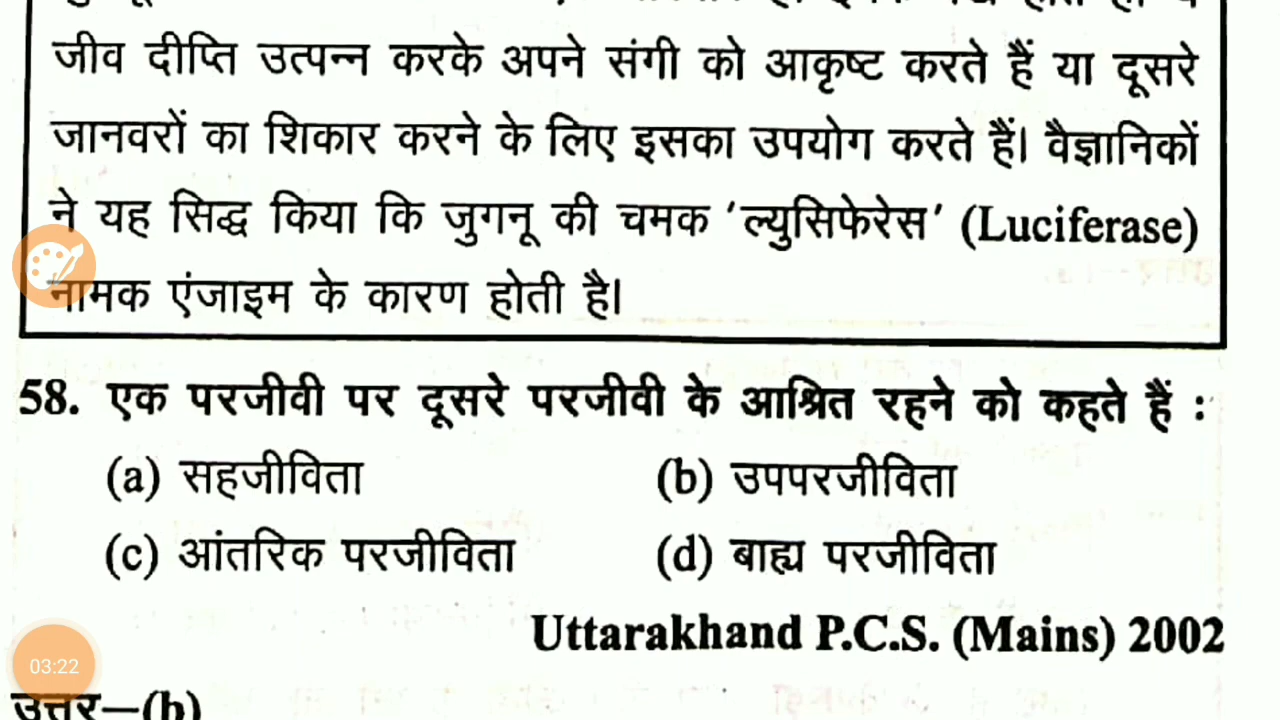 जीव दीप्ति उत्पन्न करके अपने संगी को आकृष्ट करते हैं या दूसरे
जानवरों का शिकार करने के लिए इसका उपयोग करते हैं। वैज्ञानिकों
ने यह सिद्ध किया कि जुगनू की चमक 'ल्युसिफेरेस' (Luciferase)
नामक एंजाइम के कारण होती है।
58. एक परजीवी पर दूसरे परजीवी के आश्रित रहने को कहते हैं :
(a) सहजीविता (b) उपपरजीविता
(c) आंतरिक परजीविता (d) बाह्य परजीविता
Uttarakhand P.C.S. (Mains) 2002
03:22
उत्तर—(b)